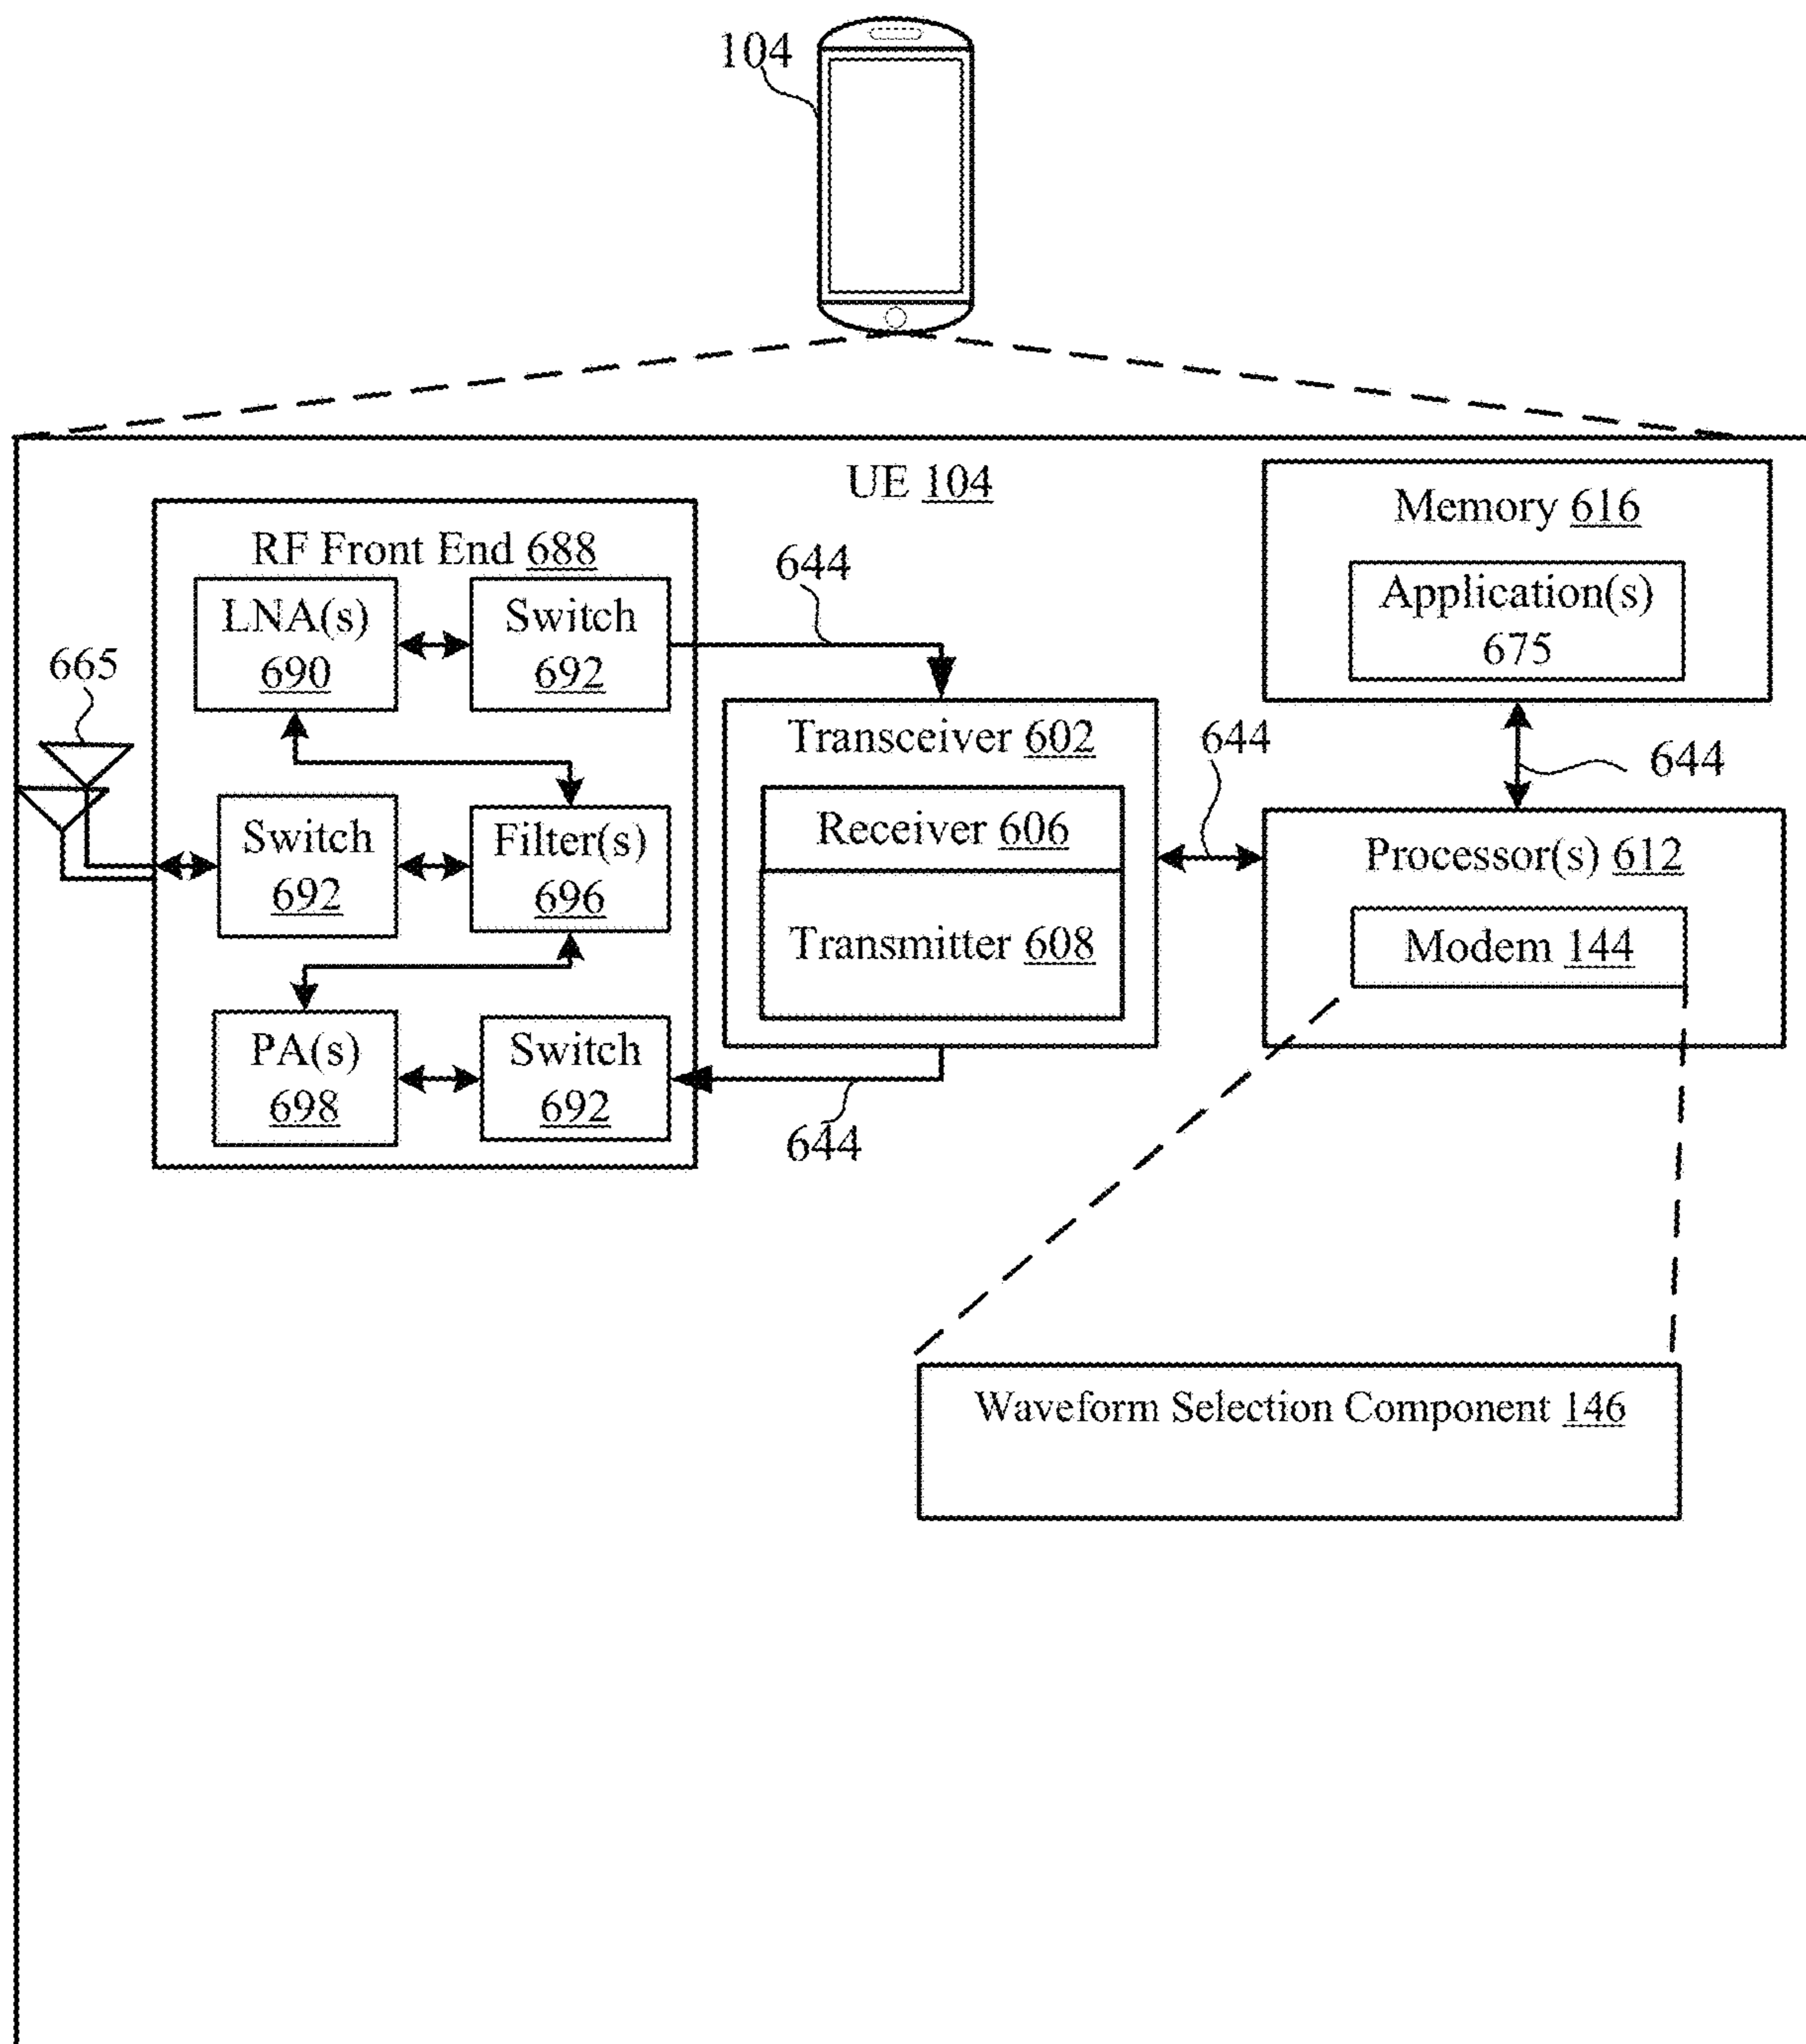 104
UE 104
Memory 616
Application(s)
675
RF Front End 688
LNA(s)
690
Switch
692
644
665
Transceiver 602
Receiver 606
Transmitter 608
644
644
Switch
692
Filter(s)
696
Processor(s) 612
Modem 144
PA(s)
698
Switch
692
644
Waveform Selection Component 146